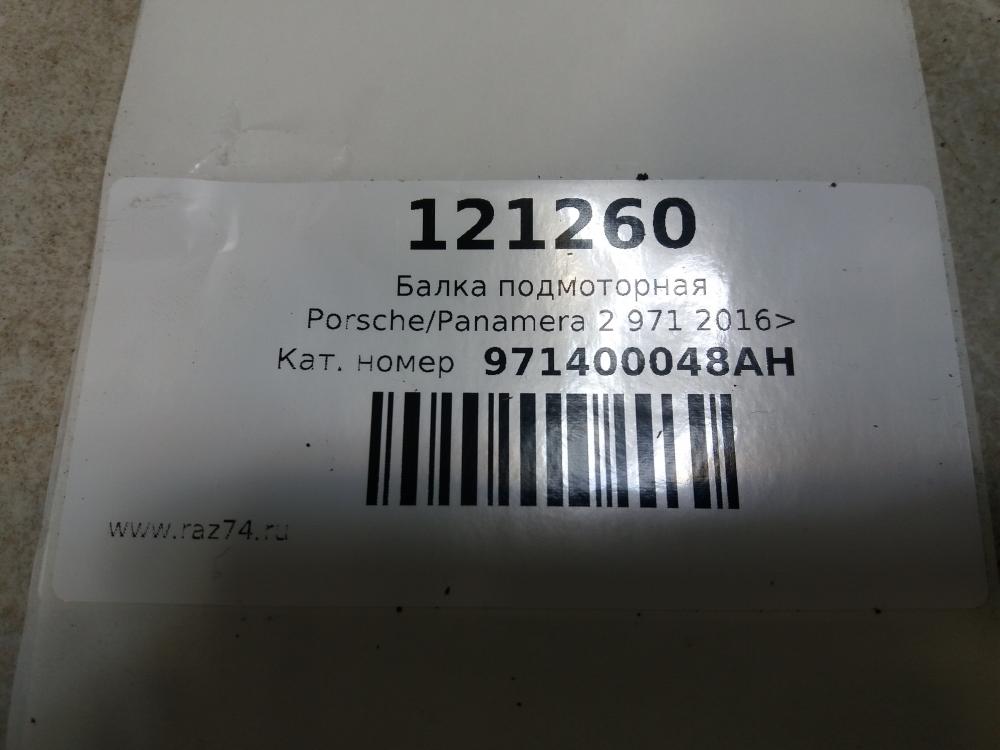 121260
Балка подмоторная
Porsche/Panamera 2 971 2016>
Кат. номер 971400048AH
www.raz74.ru